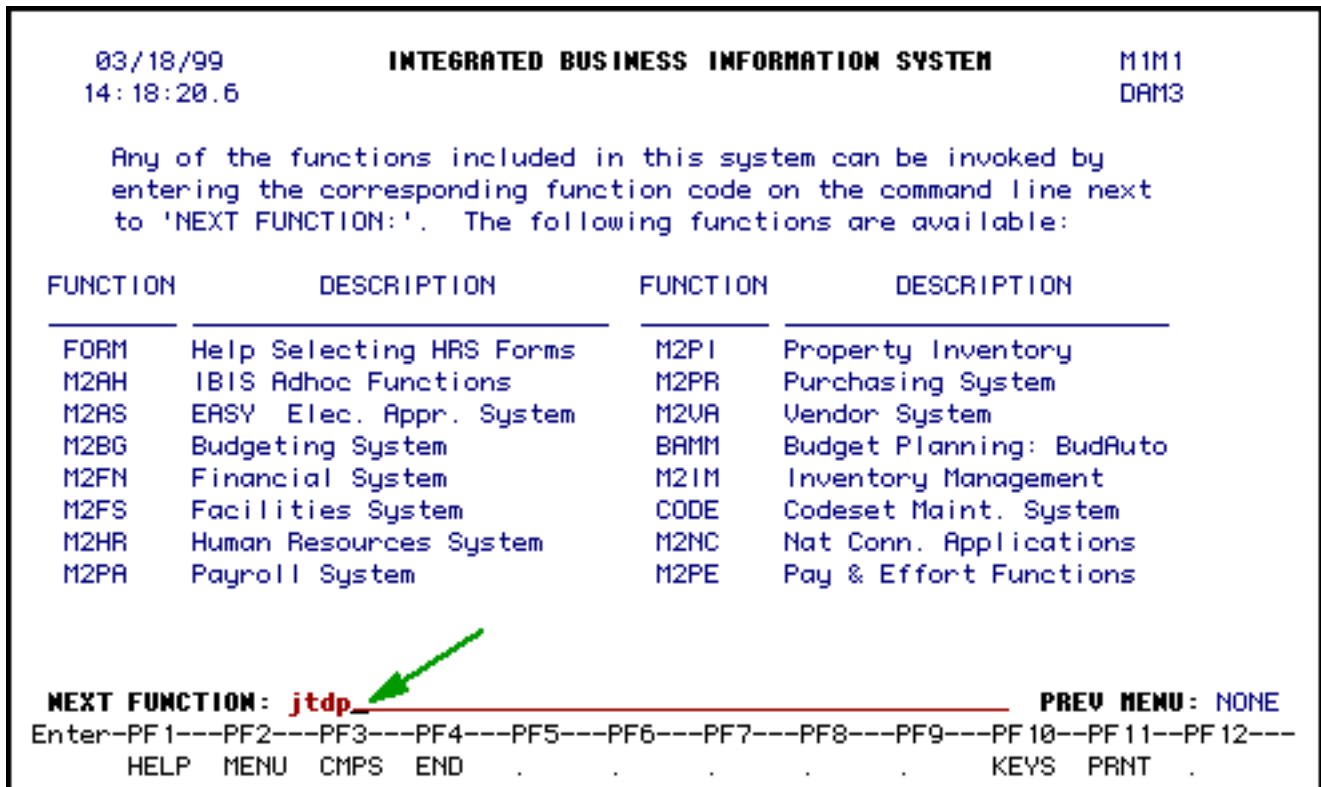 03/18/99 INTEGRATED BUSINESS INFORMATION SYSTEM M1M1
14:18:20.6 DAM3
Any of the functions included in this system can be invoked by
entering the corresponding function code on the command line next
to 'NEXT FUNCTION:'. The following functions are available:
FUNCTION DESCRIPTION FUNCTION DESCRIPTION
FORM Help Selecting HRS Forms M2PI Property Inventory
M2AH IBIS Adhoc Functions M2PR Purchasing System
M2AS EASY Elec. Appr. System M2VA Vendor System
M2BG Budgeting System BAMM Budget Planning: BudAuto
M2FN Financial System M2IM Inventory Management
M2FS Facilities System CODE Codeset Maint. System
M2HR Human Resources System M2NC Nat Conn. Applications
M2PA Payroll System M2PE Pay & Effort Functions
NEXT FUNCTION: jtdp_ PREV MENU: NONE
Enter-PF1---PF2---PF3---PF4---PF5---PF6---PF7---PF8---PF9---PF10--PF11--PF12---
HELP MENU CMPS END . . . . . KEYS PRNT .